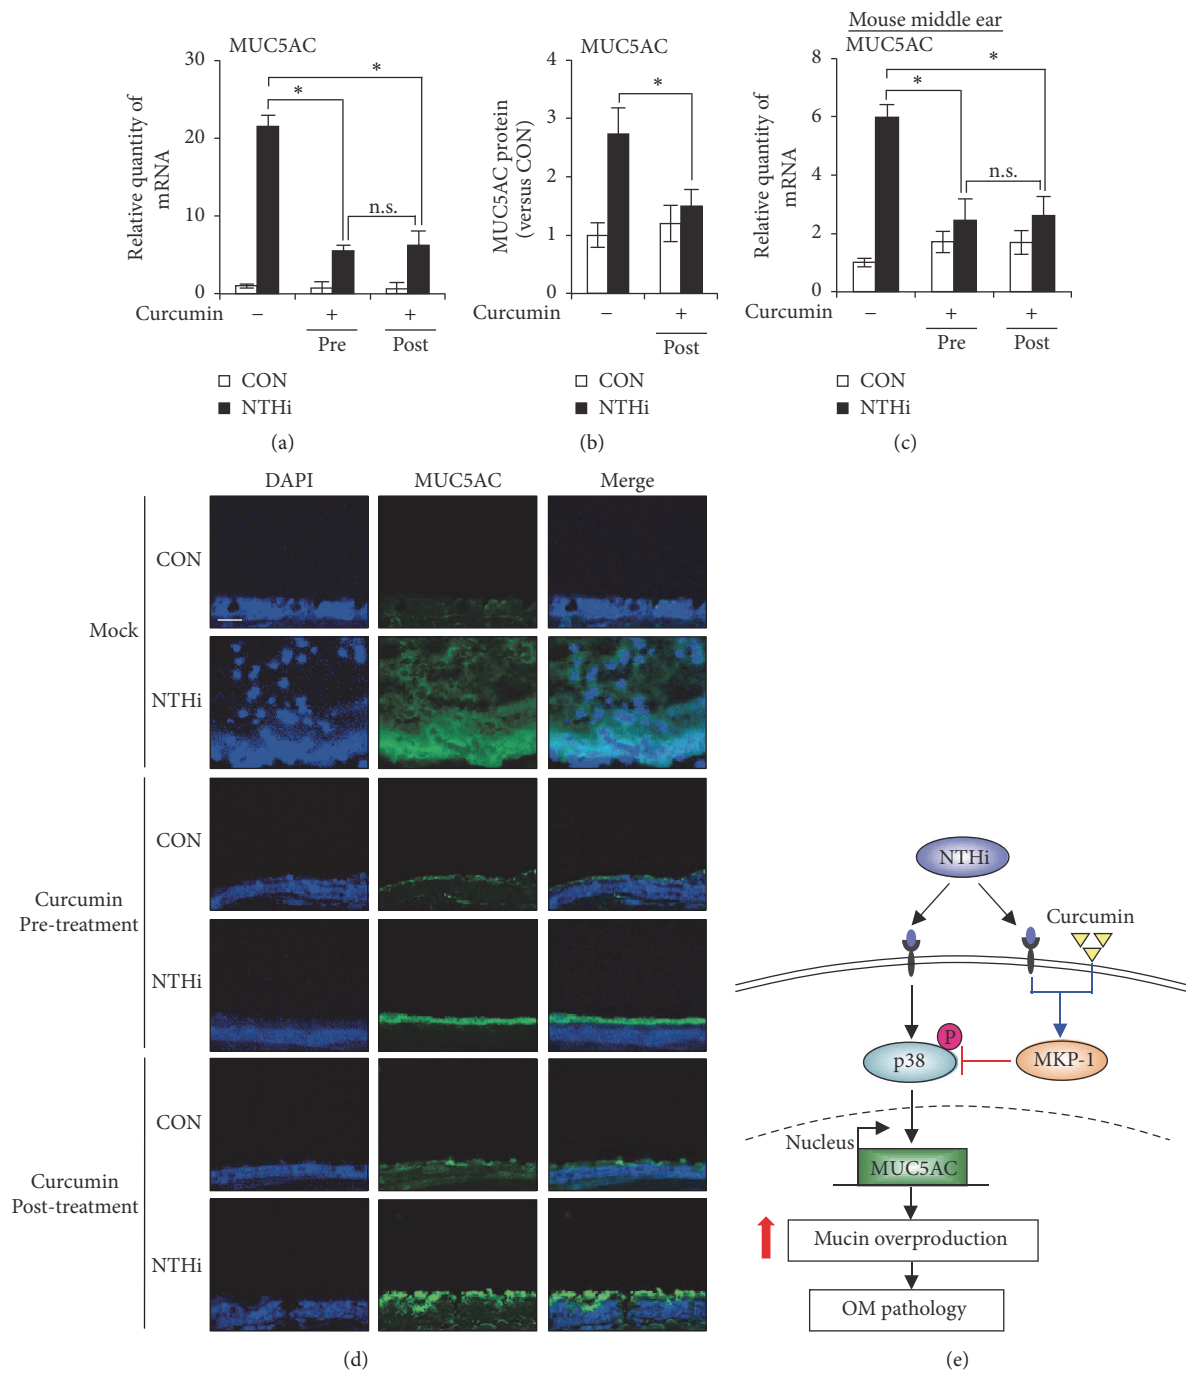 MUC5AC
Relative quantity of
mRNA
30
20
10
0
*
*
n.s.
Curcumin
−
+
+
Pre
Post
CON
NTHi
(a)
MUC5AC
MUC5AC protein
(versus CON)
4
3
2
1
0
*
Curcumin
−
+
Post
CON
NTHi
(b)
Mouse middle ear
MUC5AC
Relative quantity of
mRNA
8
6
4
2
0
*
*
n.s.
Curcumin
−
+
+
Pre
Post
CON
NTHi
(c)
DAPI
MUC5AC
Merge
Mock
CON
NTHi
Curcumin
Pre-treatment
CON
NTHi
Curcumin
Post-treatment
CON
NTHi
(d)
NTHi
Curcumin
P
p38
MKP-1
Nucleus
MUC5AC
Mucin overproduction
OM pathology
(e)